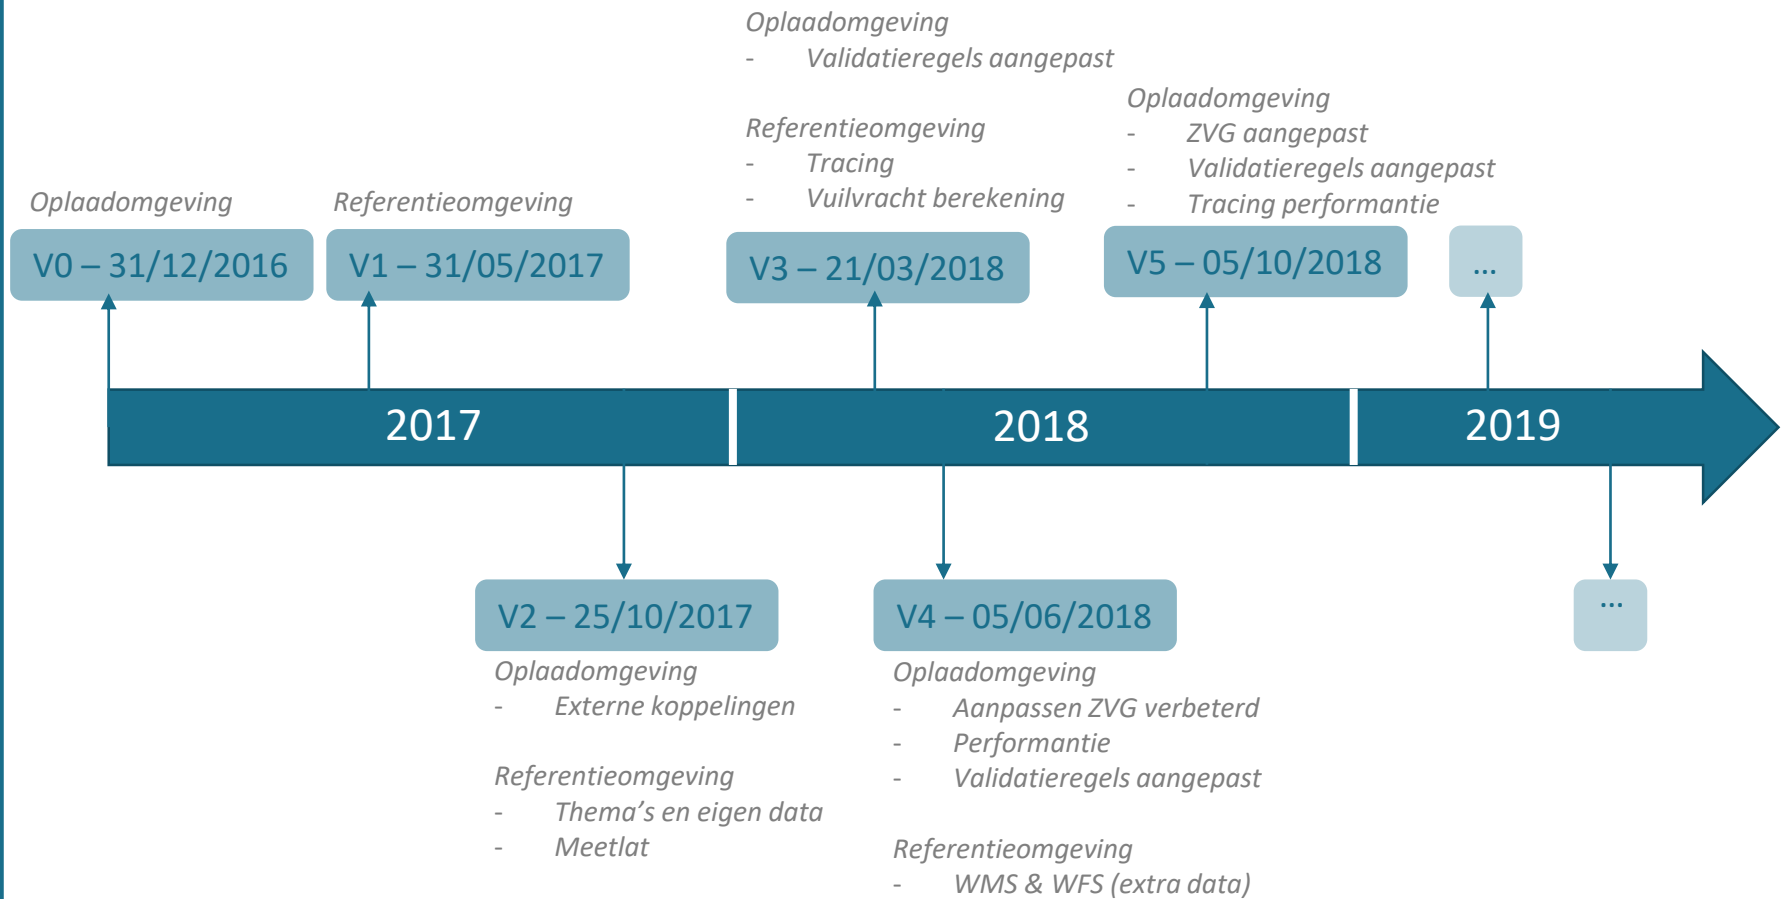 Oplaadomgeving
- Validatieregels aangepast
Referentieomgeving
- Tracing
- Vuilvracht berekening
Oplaadomgeving
- ZVG aangepast
- Validatieregels aangepast
- Tracing performantie
Oplaadomgeving
Referentieomgeving
V0 – 31/12/2016
V1 – 31/05/2017
V3 – 21/03/2018
V5 – 05/10/2018
...
2017
2018
2019
V2 – 25/10/2017
V4 – 05/06/2018
...
Oplaadomgeving
- Externe koppelingen
Referentieomgeving
- Thema’s en eigen data
- Meetlat
Oplaadomgeving
- Aanpassen ZVG verbeterd
- Performantie
- Validatieregels aangepast
Referentieomgeving
- WMS & WFS (extra data)